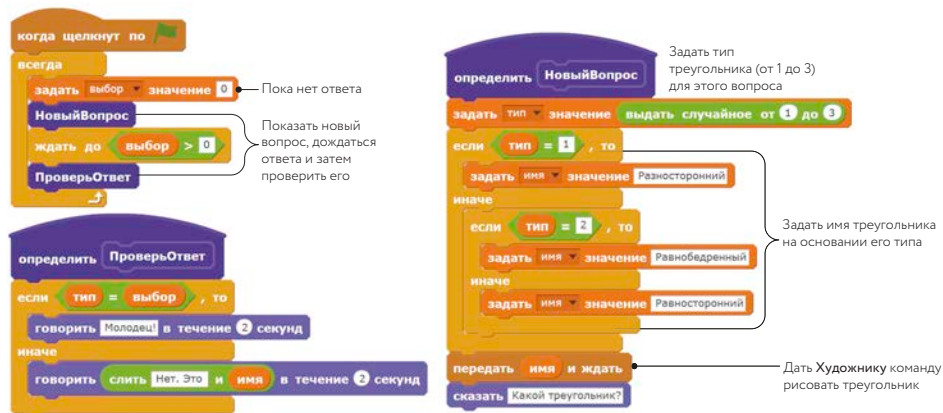 когда щелкнут по
всегда
задать выбор значение 0
Пока нет ответа
НовыйВопрос
ждать до выбор > 0
ПроверьОтвет
Показать новый
вопрос, дождаться
ответа и затем
проверить его
определить ПроверьОтвет
если тип = выбор , то
говорить Молодец! в течение 2 секунд
иначе
говорить слить Нет. Это и имя в течение 2 секунд
определить НовыйВопрос
Задать тип
треугольника (от 1 до 3)
для этого вопроса
задать тип значение выдать случайное от 1 до 3
если тип = 1 , то
задать имя значение Разносторонний
иначе
если тип = 2 , то
задать имя значение Равнобедренный
иначе
задать имя значение Равносторонний
Задать имя треугольника
на основании его типа
передать имя и ждать
сказать Какой треугольник?
Дать Художнику команду
рисовать треугольник